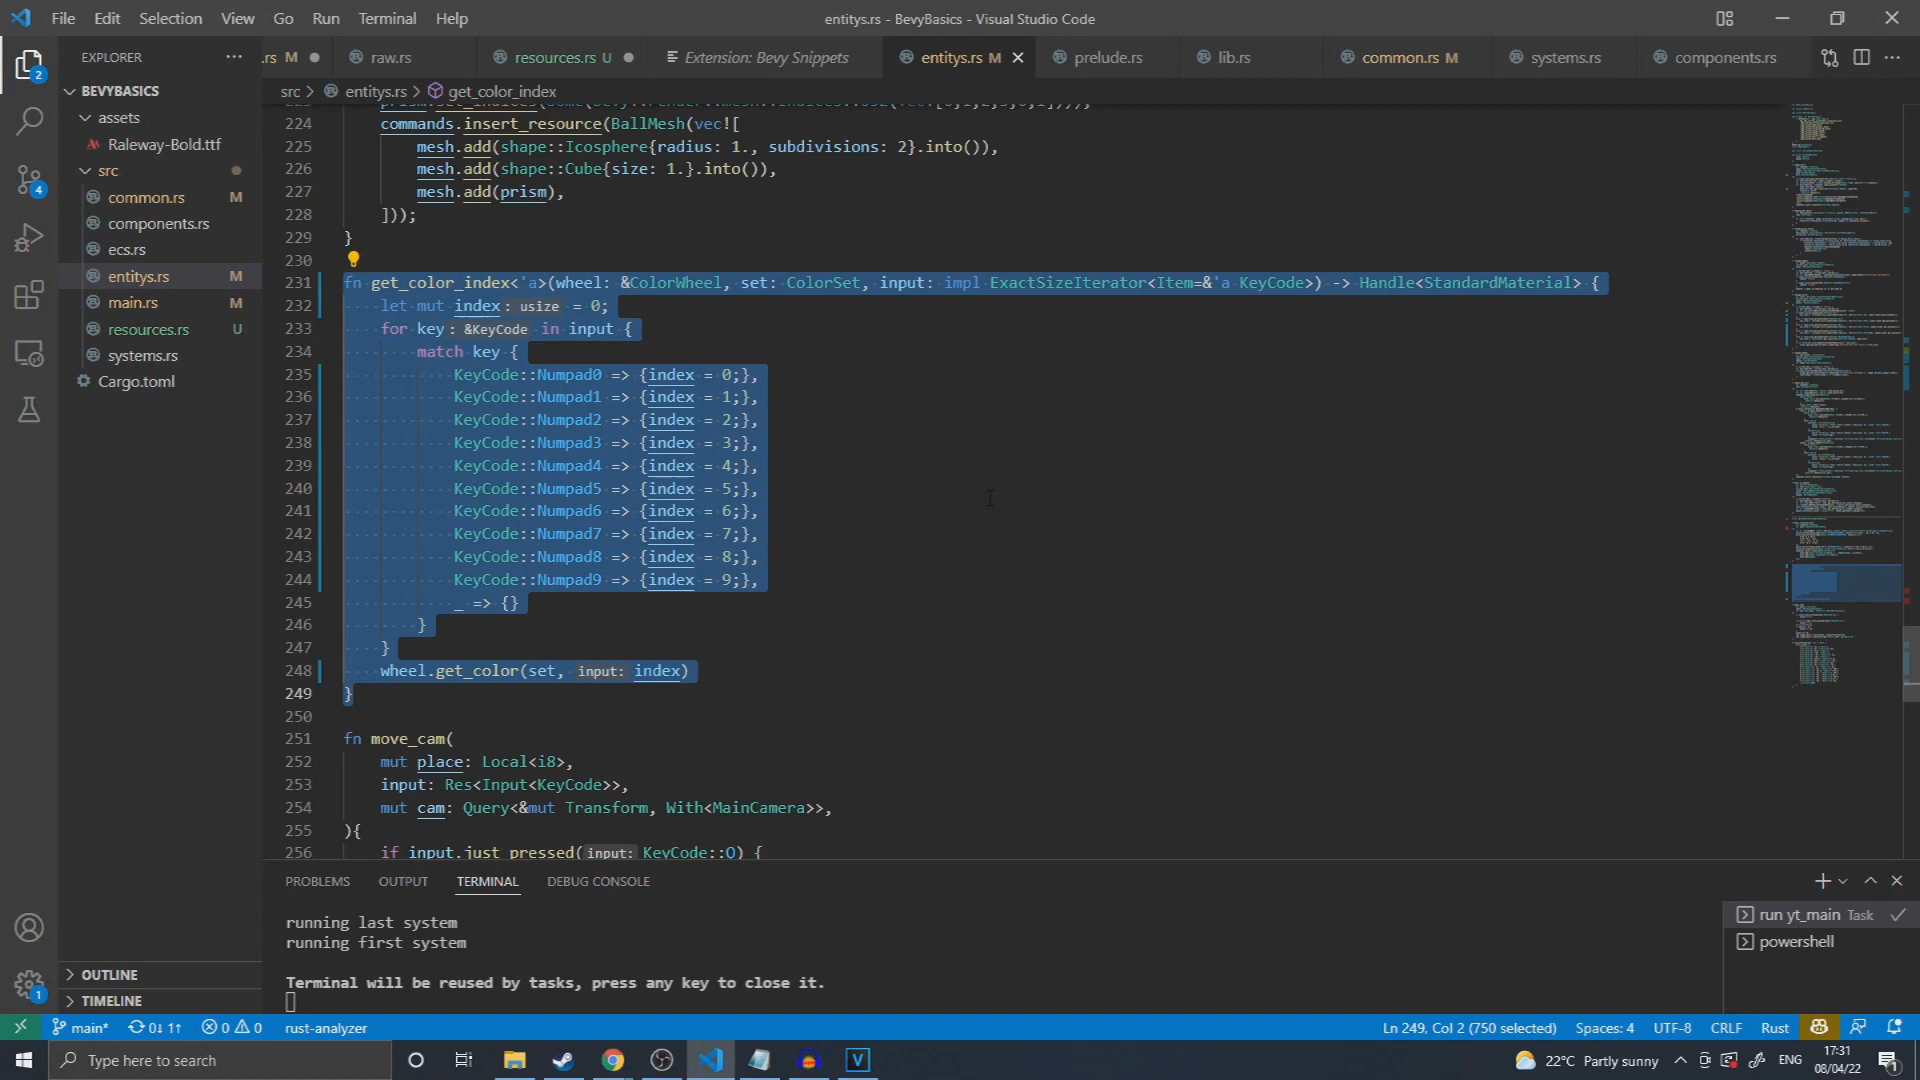 File Edit Selection View Go Run Terminal Help
entitys.rs - BevyBasics - Visual Studio Code
EXPLORER
.rs M
raw.rs
resources.rs U
Extension: Bevy Snippets
entitys.rs M
prelude.rs
lib.rs
common.rs M
systems.rs
components.rs
src > entitys.rs > get_color_index
BEVYBASICS
assets
Raleway-Bold.ttf
src
common.rs M
components.rs
ecs.rs
entitys.rs M
main.rs M
resources.rs U
systems.rs
Cargo.toml
OUTLINE
TIMELINE
2
4
1
224 commands.insert_resource(BallMesh(vec![
225 mesh.add(shape::Icosphere{radius: 1., subdivisions: 2}.into()),
226 mesh.add(shape::Cube{size: 1.}.into()),
227 mesh.add(prism),
228 ]));
229 }
230
231 fn get_color_index<'a>(wheel: &ColorWheel, set: ColorSet, input: impl ExactSizeIterator<Item=&'a KeyCode>) -> Handle<StandardMaterial> {
232 let mut index: usize = 0;
233 for key: &KeyCode in input {
234 match key {
235 KeyCode::Numpad0 => {index = 0;},
236 KeyCode::Numpad1 => {index = 1;},
237 KeyCode::Numpad2 => {index = 2;},
238 KeyCode::Numpad3 => {index = 3;},
239 KeyCode::Numpad4 => {index = 4;},
240 KeyCode::Numpad5 => {index = 5;},
241 KeyCode::Numpad6 => {index = 6;},
242 KeyCode::Numpad7 => {index = 7;},
243 KeyCode::Numpad8 => {index = 8;},
244 KeyCode::Numpad9 => {index = 9;},
245 _ => {}
246 }
247 }
248 wheel.get_color(set, input: index)
249 }
250
251 fn move_cam(
252 mut place: Local<i8>,
253 input: Res<Input<KeyCode>>,
254 mut cam: Query<&mut Transform, With<MainCamera>>,
255 ){
256 if input.just_pressed(input: KeyCode::Q) {
PROBLEMS OUTPUT TERMINAL DEBUG CONSOLE
running last system
running first system
Terminal will be reused by tasks, press any key to close it.
run yt_main Task
powershell
main* 0↓ 1↑ 0 0 rust-analyzer
Ln 249, Col 2 (750 selected) Spaces: 4 UTF-8 CRLF Rust
Type here to search
V
22°C Partly sunny
ENG
17:31
08/04/22
1